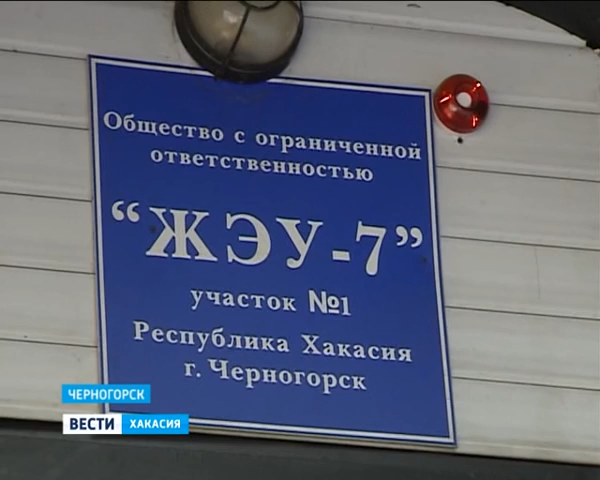 Общество с ограниченной
ответственностью
“ЖЭУ-7”
участок №1
Республика Хакасия
г. Черногорск
ЧЕРНОГОРСК
ВЕСТИ ХАКАСИЯ